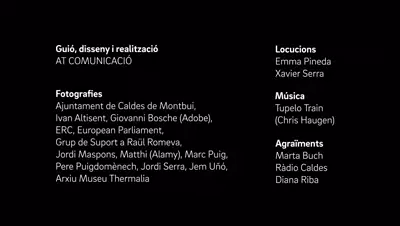 Guió, disseny i realització
AT COMUNICACIÓ
Fotografies
Ajuntament de Caldes de Montbui,
Ivan Altisent, Giovanni Bosche (Adobe),
ERC, European Parliament,
Grup de Suport a Raül Romeva,
Jordi Maspons, Matthi (Alamy), Marc Puig,
Pere Puigdomènech, Jordi Serra, Jem Uñó,
Arxiu Museu Thermalia
Locucions
Emma Pineda
Xavier Serra
Música
Tupelo Train
(Chris Haugen)
Agraïments
Marta Buch
Ràdio Caldes
Diana Riba